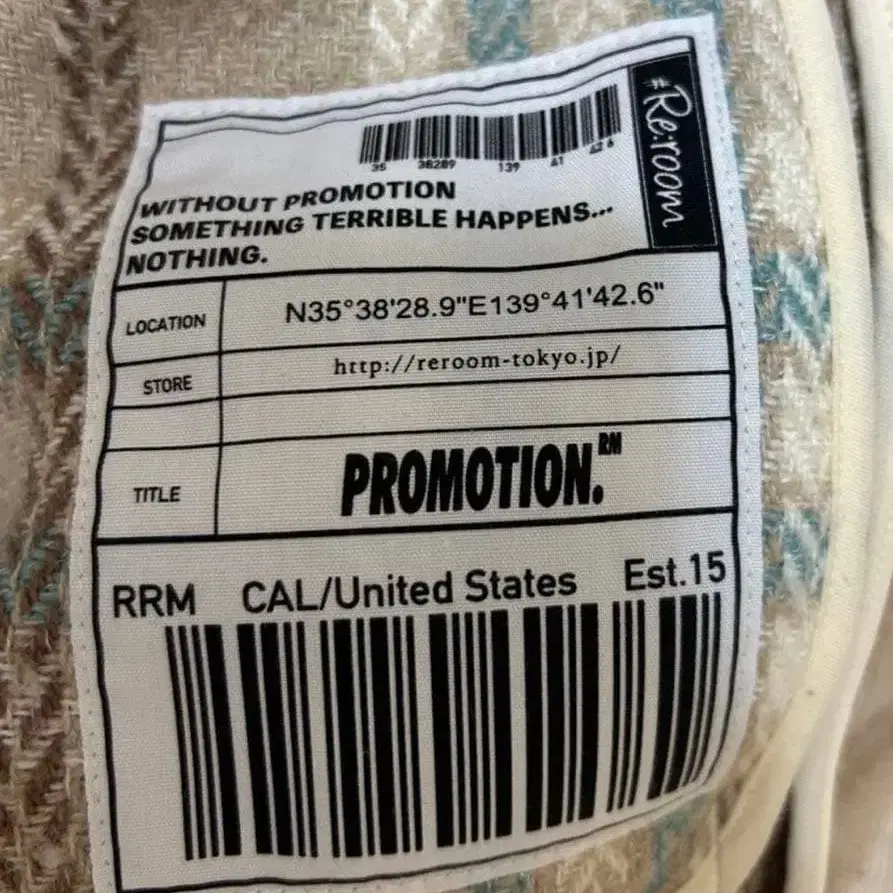 #Re:room
35 38289 139 41 42 6
WITHOUT PROMOTION
SOMETHING TERRIBLE HAPPENS...
NOTHING.
LOCATION N35°38'28.9"E139°41'42.6"
STORE http://reroom-tokyo.jp/
TITLE PROMOTION.RM
RRM CAL/United States Est.15